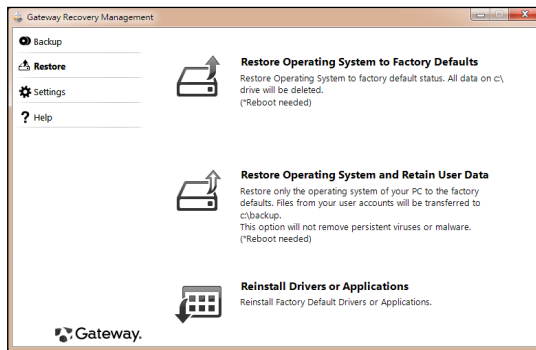 Gateway Recovery Management
Backup
Restore
Settings
? Help
Restore Operating System to Factory Defaults
Restore Operating System to factory default status. All data on c:\
drive will be deleted.
(*Reboot needed)
Restore Operating System and Retain User Data
Restore only the operating system of your PC to the factory
defaults. Files from your user accounts will be transferred to
c:\backup.
This option will not remove persistent viruses or malware.
(*Reboot needed)
Reinstall Drivers or Applications
Reinstall Factory Default Drivers or Applications.
Gateway.